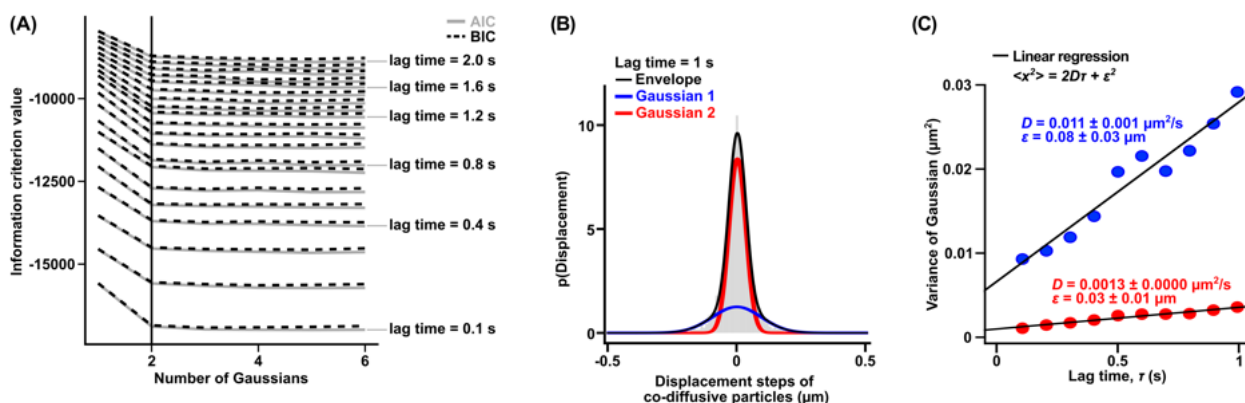 (A)
AIC
BIC
Information criterion value
-10000
-12500
-15000
lag time = 2.0 s
lag time = 1.6 s
lag time = 1.2 s
lag time = 0.8 s
lag time = 0.4 s
lag time = 0.1 s
2
4
6
Number of Gaussians
(B)
Lag time = 1 s
Envelope
Gaussian 1
Gaussian 2
p(Displacement)
10
5
0
-0.5
0
0.5
Displacement steps of
co-diffusive particles (μm)
(C)
Linear regression
<x²> = 2Dτ + ε²
Variance of Gaussian (μm²)
0.03
0.02
0.01
0
D = 0.011 ± 0.001 μm²/s
ε = 0.08 ± 0.03 μm
D = 0.0013 ± 0.0000 μm²/s
ε = 0.03 ± 0.01 μm
0
0.5
1
Lag time, τ (s)